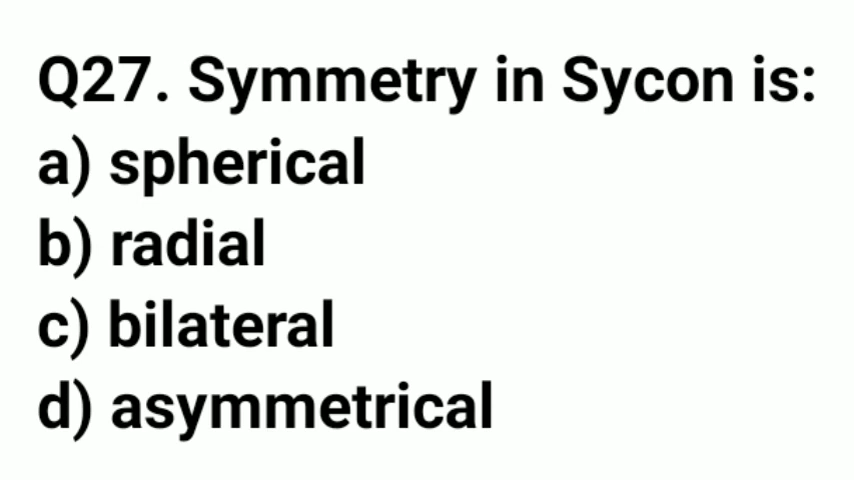 Q27. Symmetry in Sycon is:
a) spherical
b) radial
c) bilateral
d) asymmetrical